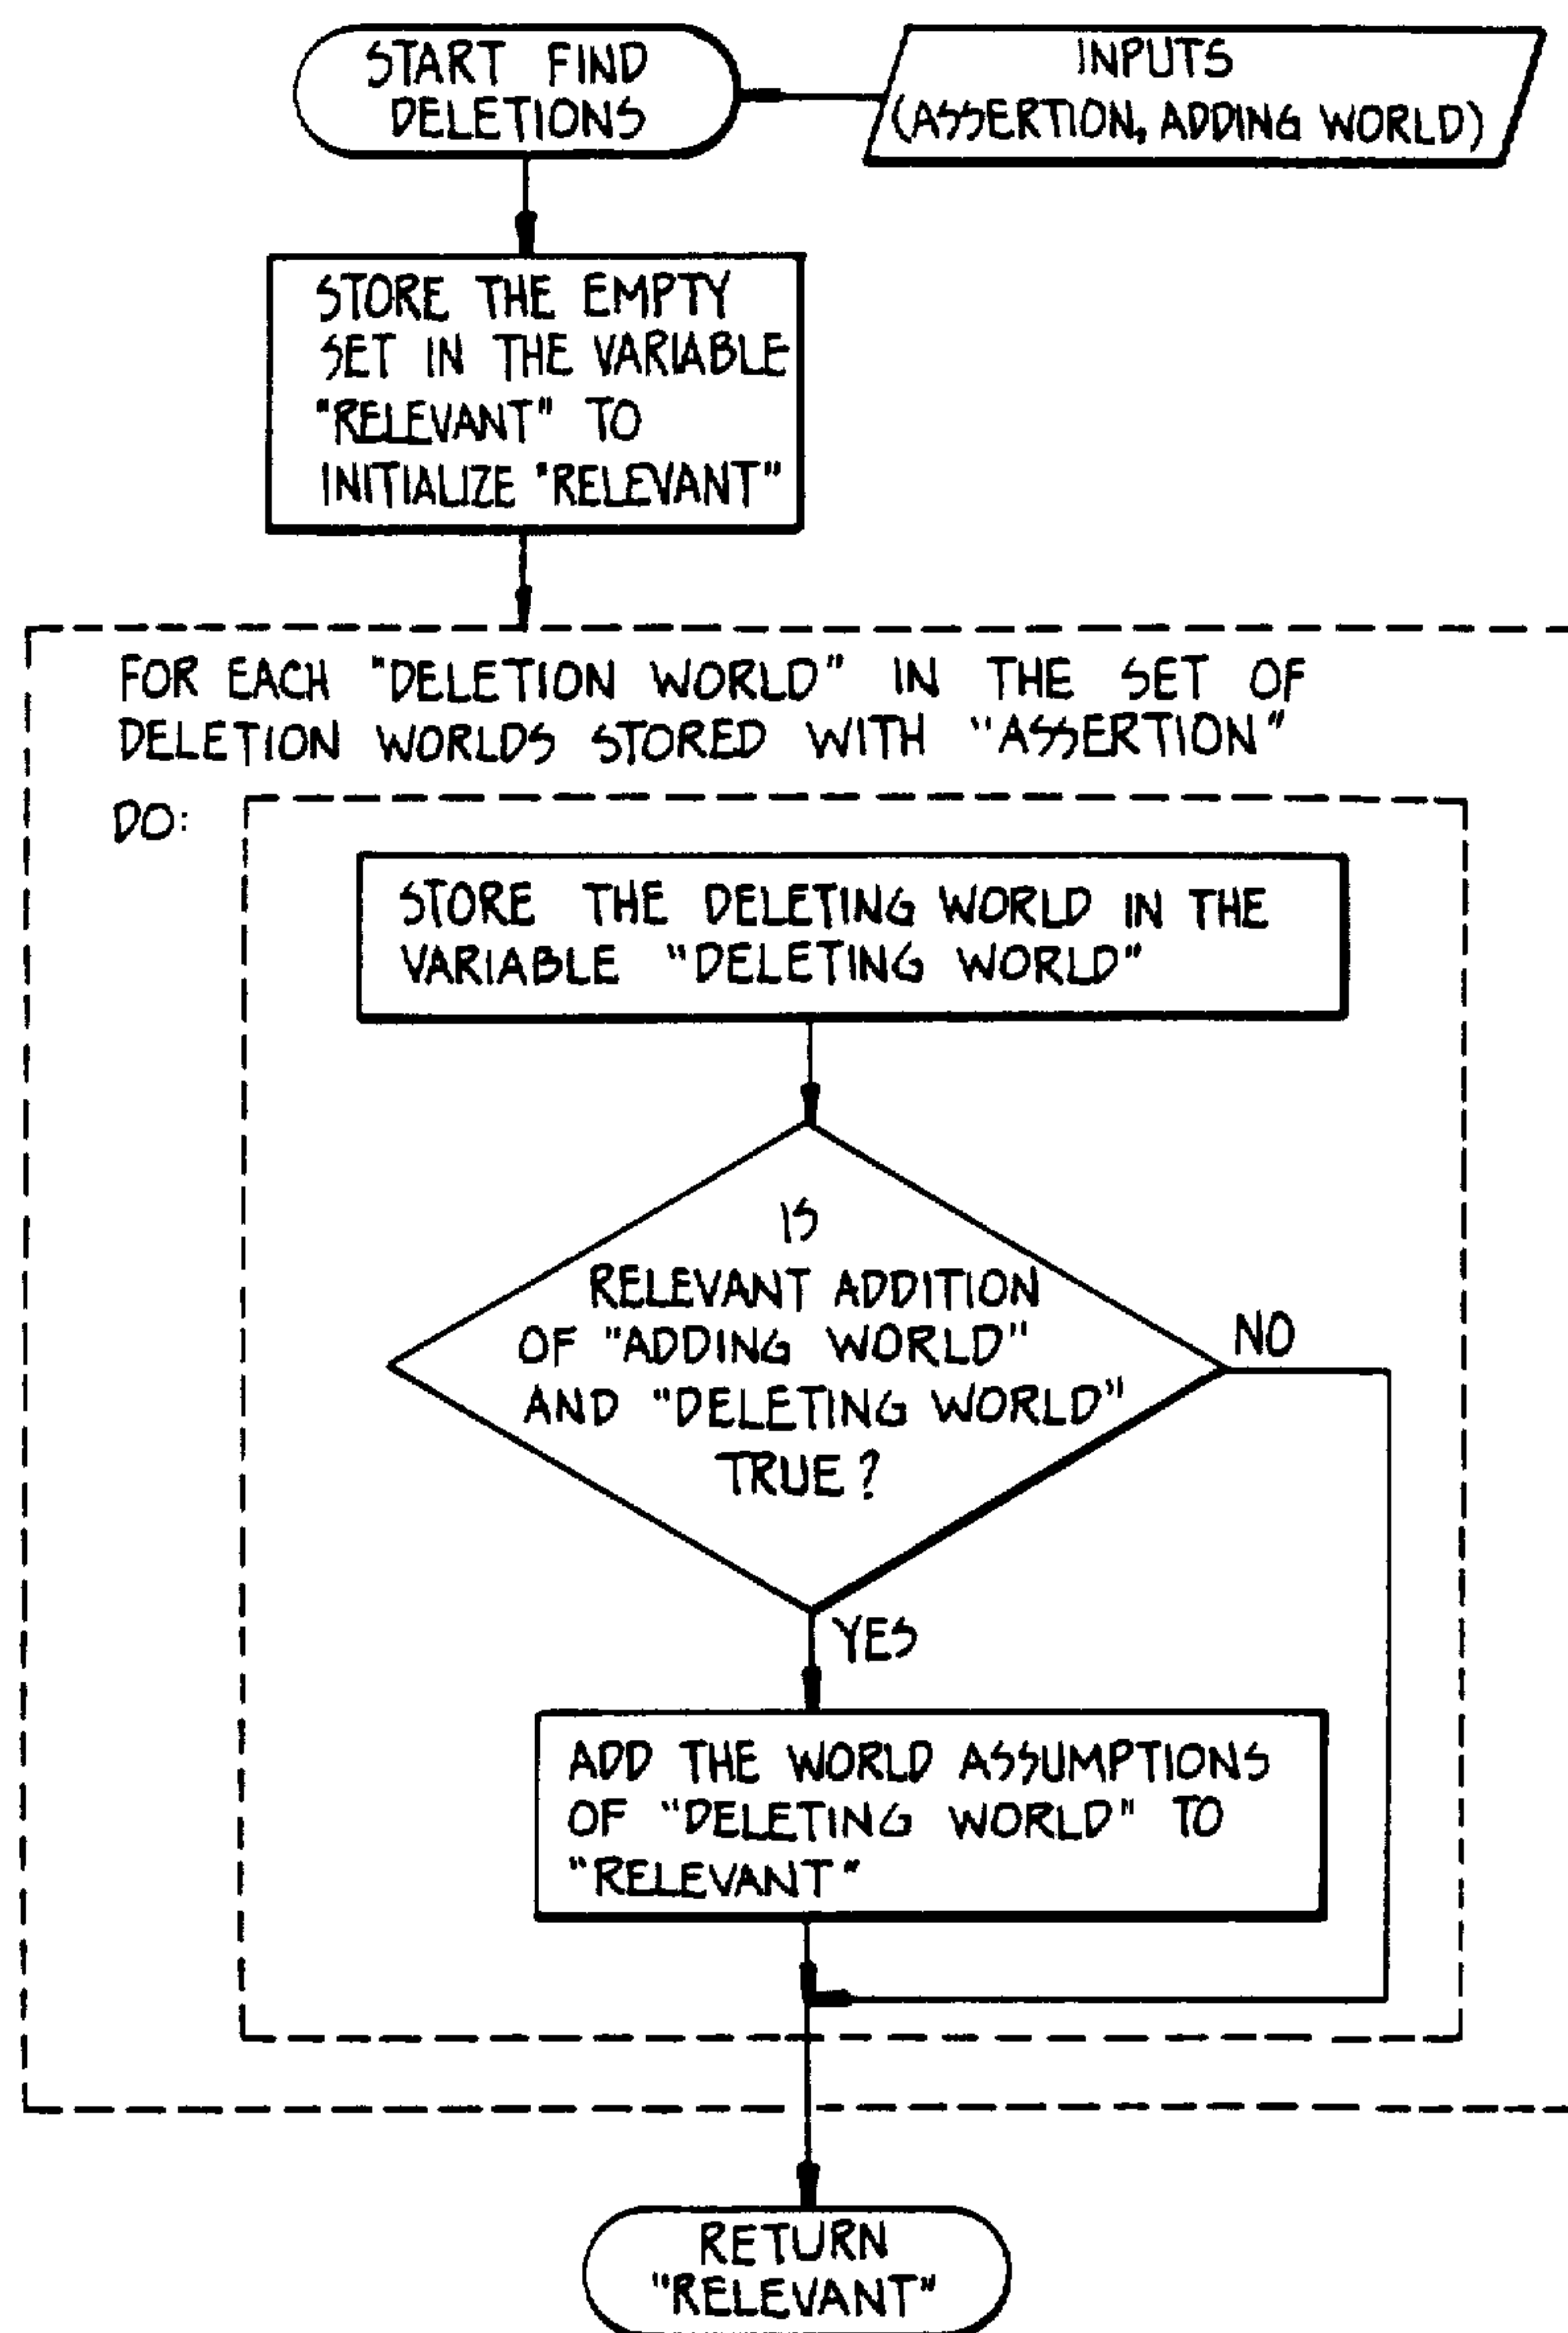 START FIND
DELETIONS
INPUTS
(ASSERTION, ADDING WORLD)
STORE THE EMPTY
SET IN THE VARIABLE
"RELEVANT" TO
INITIALIZE "RELEVANT"
FOR EACH "DELETION WORLD" IN THE SET OF
DELETION WORLDS STORED WITH "ASSERTION"
DO:
STORE THE DELETING WORLD IN THE
VARIABLE "DELETING WORLD"
IS
RELEVANT ADDITION
OF "ADDING WORLD"
AND "DELETING WORLD"
TRUE?
NO
YES
ADD THE WORLD ASSUMPTIONS
OF "DELETING WORLD" TO
"RELEVANT"
RETURN
"RELEVANT"